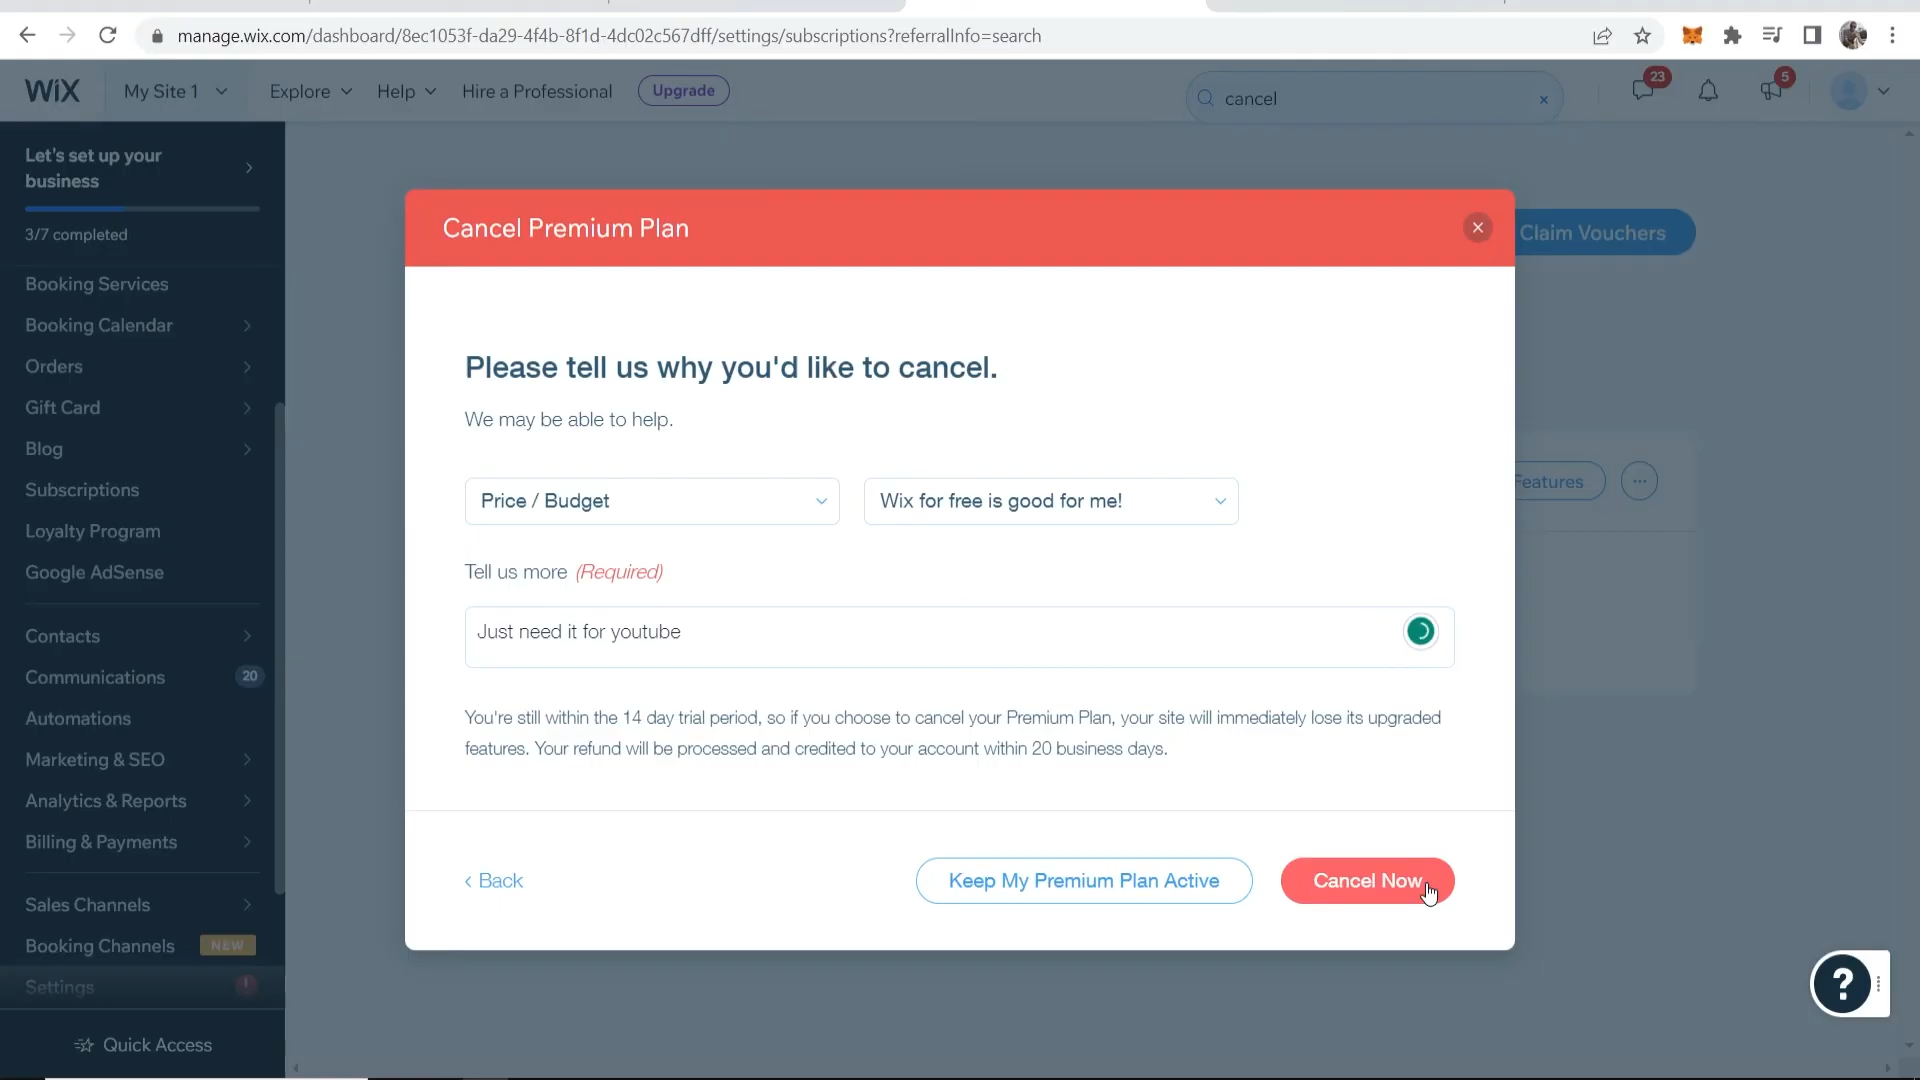 manage.wix.com/dashboard/8ec1053f-da29-4f4b-8f1d-4dc02c567dff/settings/subscriptions?referralInfo=search
WiX
My Site 1
Explore
Help
Hire a Professional
Upgrade
cancel
23
5
Let's set up your
business
3/7 completed
Booking Services
Booking Calendar
Orders
Gift Card
Blog
Subscriptions
Loyalty Program
Google AdSense
Contacts
Communications 20
Automations
Marketing & SEO
Analytics & Reports
Billing & Payments
Sales Channels
Booking Channels NEW
Settings
Quick Access
Claim Vouchers
Features
Cancel Premium Plan
Please tell us why you'd like to cancel.
We may be able to help.
Price / Budget
Wix for free is good for me!
Tell us more (Required)
Just need it for youtube
You're still within the 14 day trial period, so if you choose to cancel your Premium Plan, your site will immediately lose its upgraded
features. Your refund will be processed and credited to your account within 20 business days.
< Back
Keep My Premium Plan Active
Cancel Now
?